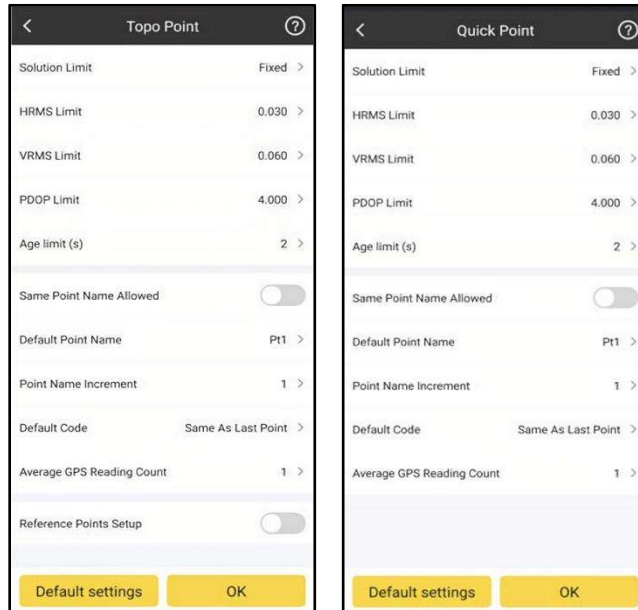 Topo Point
Solution Limit Fixed
HRMS Limit 0.030
VRMS Limit 0.060
PDOP Limit 4.000
Age limit (s) 2
Same Point Name Allowed
Default Point Name Pt1
Point Name Increment 1
Default Code Same As Last Point
Average GPS Reading Count 1
Reference Points Setup
Default settings OK
Quick Point
Solution Limit Fixed
HRMS Limit 0.030
VRMS Limit 0.060
PDOP Limit 4.000
Age limit (s) 2
Same Point Name Allowed
Default Point Name Pt1
Point Name Increment 1
Default Code Same As Last Point
Average GPS Reading Count 1
Default settings OK